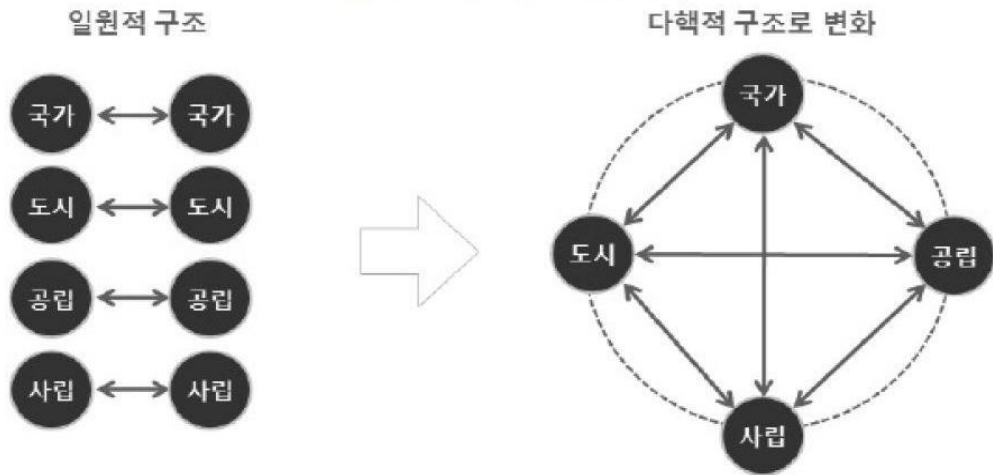 일원적 구조
국가 국가
도시 도시
공립 공립
사립 사립
다핵적 구조로 변화
국가
도시 공립
사립